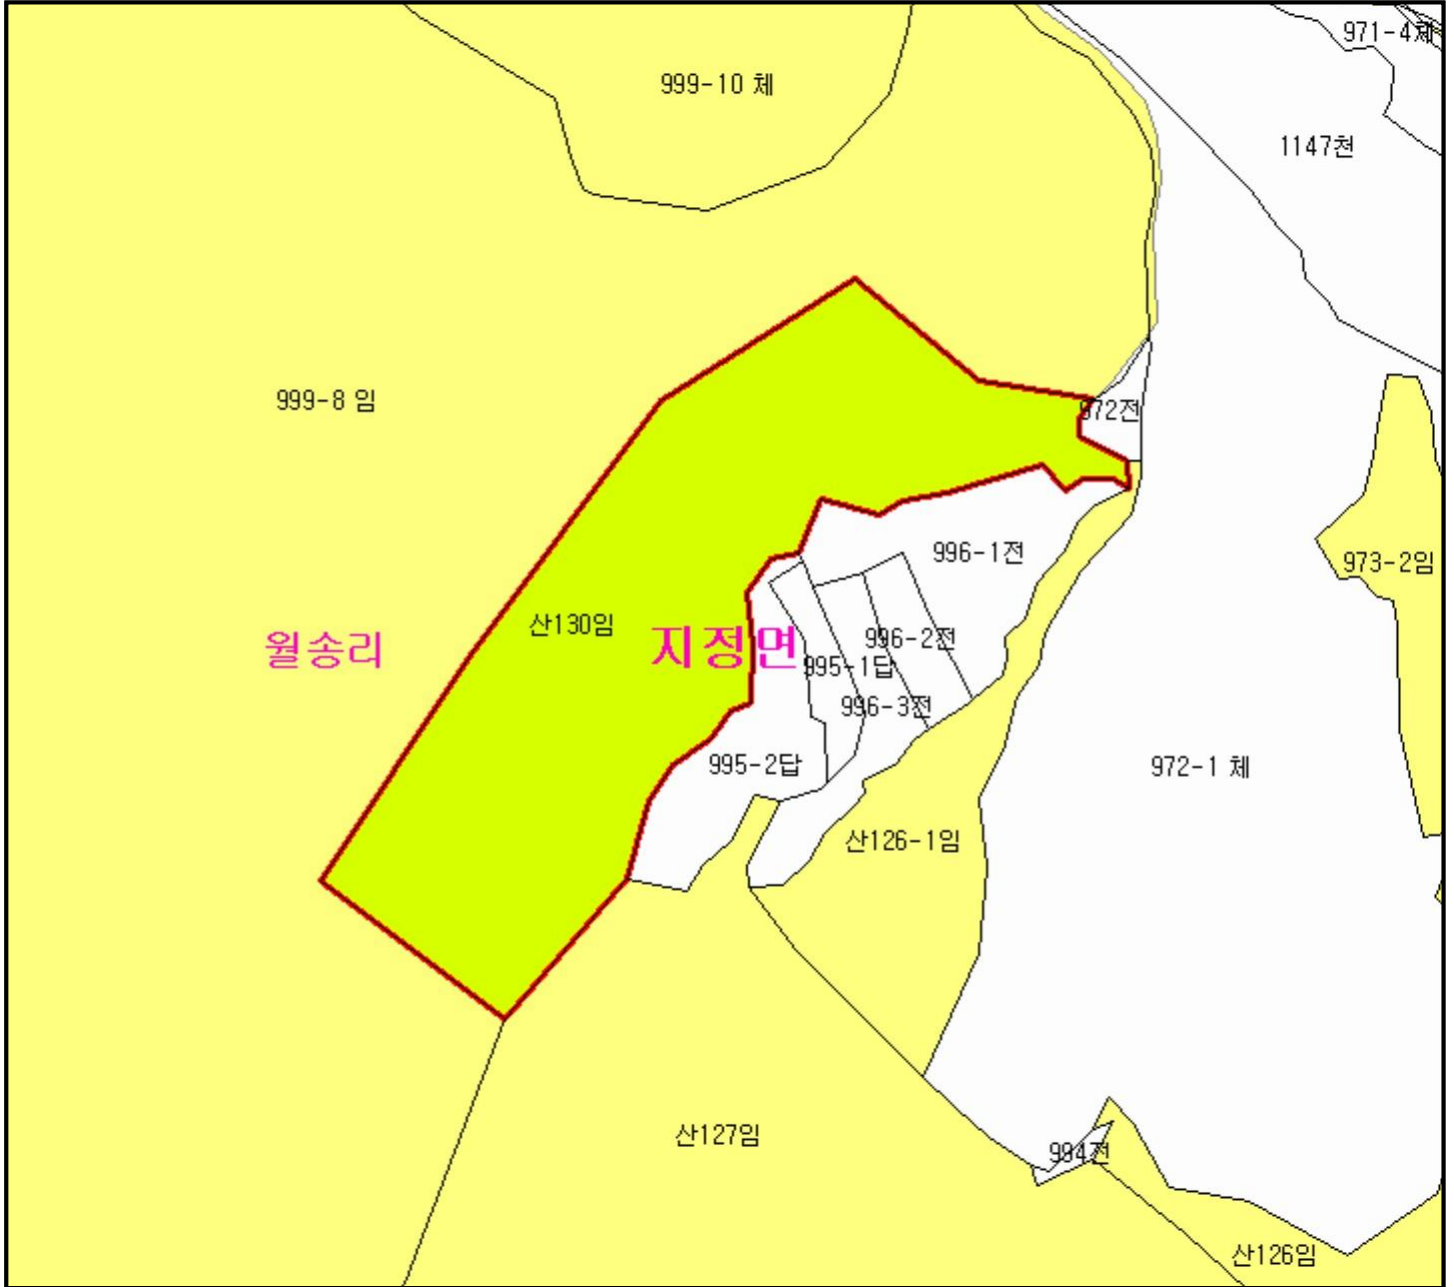 971-4체
999-10 체
1147천
999-8 임
972전
996-1전
973-2임
산130임
996-2전
월송리
지정면
995-1답
996-3전
995-2답
972-1 체
산126-1임
산127임
994전
산126임